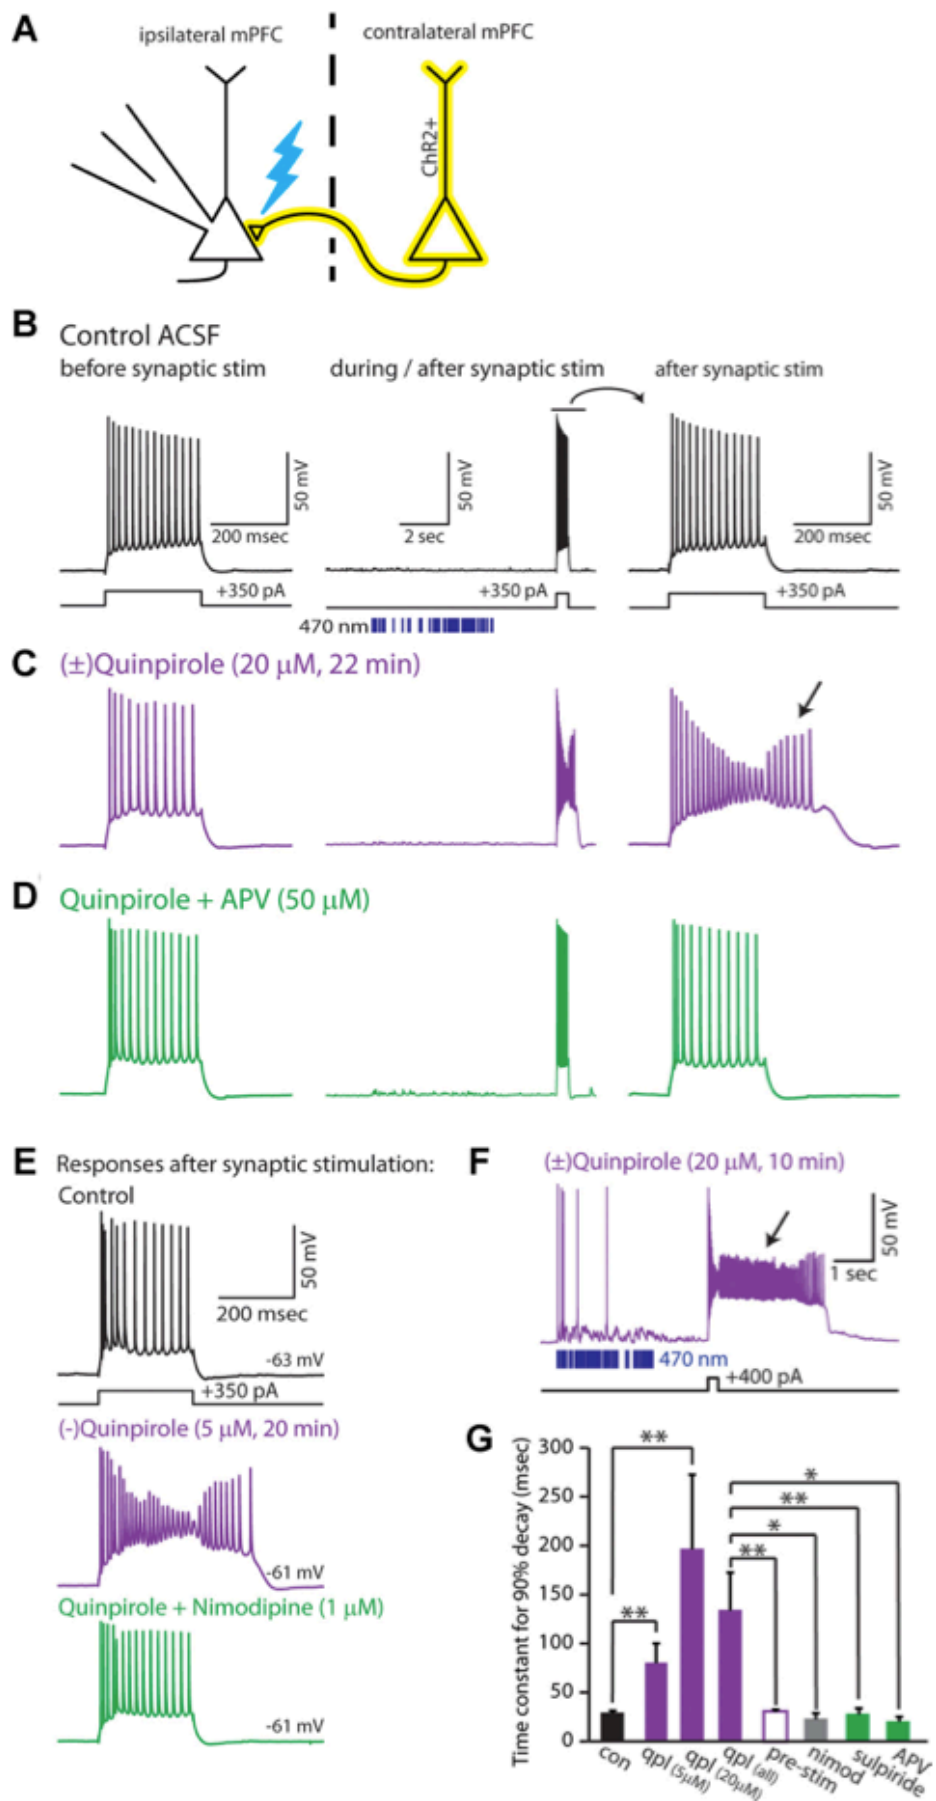 A
ipsilateral mPFC
contralateral mPFC
ChR2+
B
Control ACSF
before synaptic stim
during / after synaptic stim
after synaptic stim
50 mV
200 msec
50 mV
2 sec
50 mV
200 msec
+350 pA
+350 pA
+350 pA
470 nm
C
(±)Quinpirole (20 µM, 22 min)
D
Quinpirole + APV (50 µM)
E
Responses after synaptic stimulation:
Control
50 mV
200 msec
-63 mV
+350 pA
(-)Quinpirole (5 µM, 20 min)
-61 mV
Quinpirole + Nimodipine (1 µM)
-61 mV
F
(±)Quinpirole (20 µM, 10 min)
50 mV
1 sec
470 nm
+400 pA
G
Time constant for 90% decay (msec)
300
250
200
150
100
50
0
**
**
*
**
*
**
con
qpl (5µM)
qpl (20µM)
qpl (all)
pre-stim
nimod
sulpiride
APV